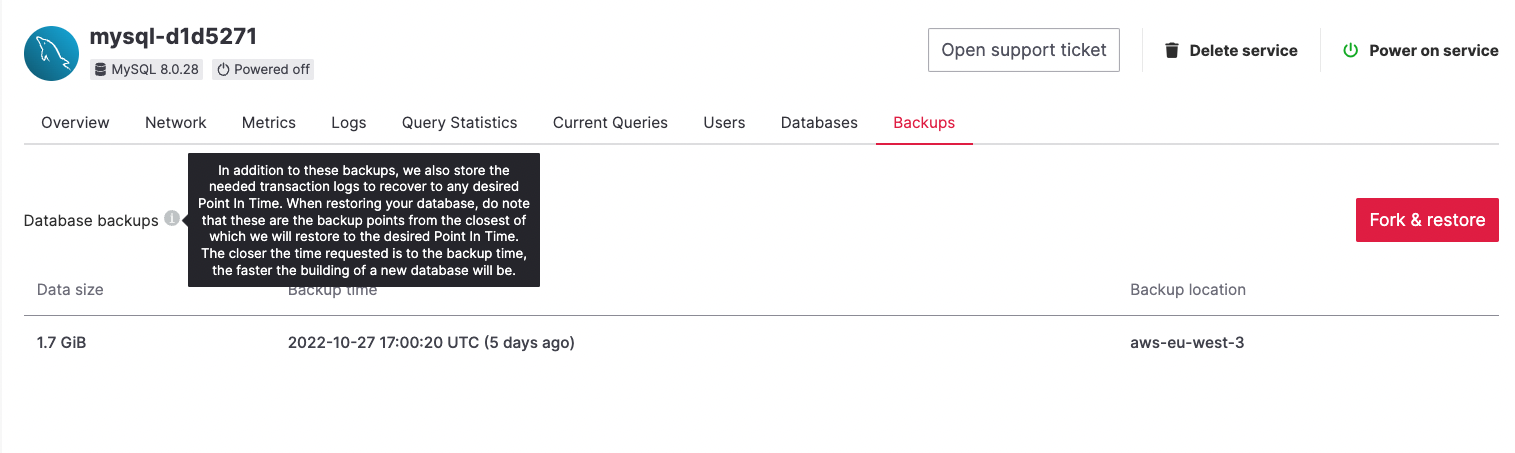 mysql-d1d5271
MySQL 8.0.28 Powered off
Open support ticket Delete service Power on service
Overview Network Metrics Logs Query Statistics Current Queries Users Databases Backups
In addition to these backups, we also store the
needed transaction logs to recover to any desired
Point In Time. When restoring your database, do note
that these are the backup points from the closest of
which we will restore to the desired Point In Time.
The closer the time requested is to the backup time,
the faster the building of a new database will be.
Database backups
Fork & restore
Data size Backup time Backup location
1.7 GiB 2022-10-27 17:00:20 UTC (5 days ago) aws-eu-west-3